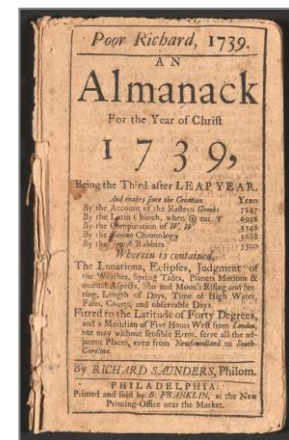 Poor Richard, 1739.
AN
Almanack
For the Year of Chriſt
1739,
Being the Third after LEAP YEAR.
And makes ſince the Creation Years
By the Account of the Eaſtern Greeks 7247
By the Latin Church, when ☉ ent. ♈ 6938
By the Computation of W. W. 5748
By the Roman Chronology 5688
By the Jewiſh Rabbies 5500
Wherein is contained,
The Lunations, Eclipſes, Judgment of
the Weather, Spring Tides, Planets Motions &
mutual Aſpects, Sun and Moon's Riſing and Set-
ting, Length of Days, Time of High Water,
Fairs, Courts, and obſervable Days.
Fitted to the Latitude of Forty Degrees,
and a Meridian of Five Hours Weſt from London,
but may without ſenſible Error, ſerve all the ad-
jacent Places, even from Newfoundland to South-
Carolina.
By RICHARD SAUNDERS, Philom.
PHILADELPHIA:
Printed and ſold by B. FRANKLIN, at the New
Printing-Office near the Market.